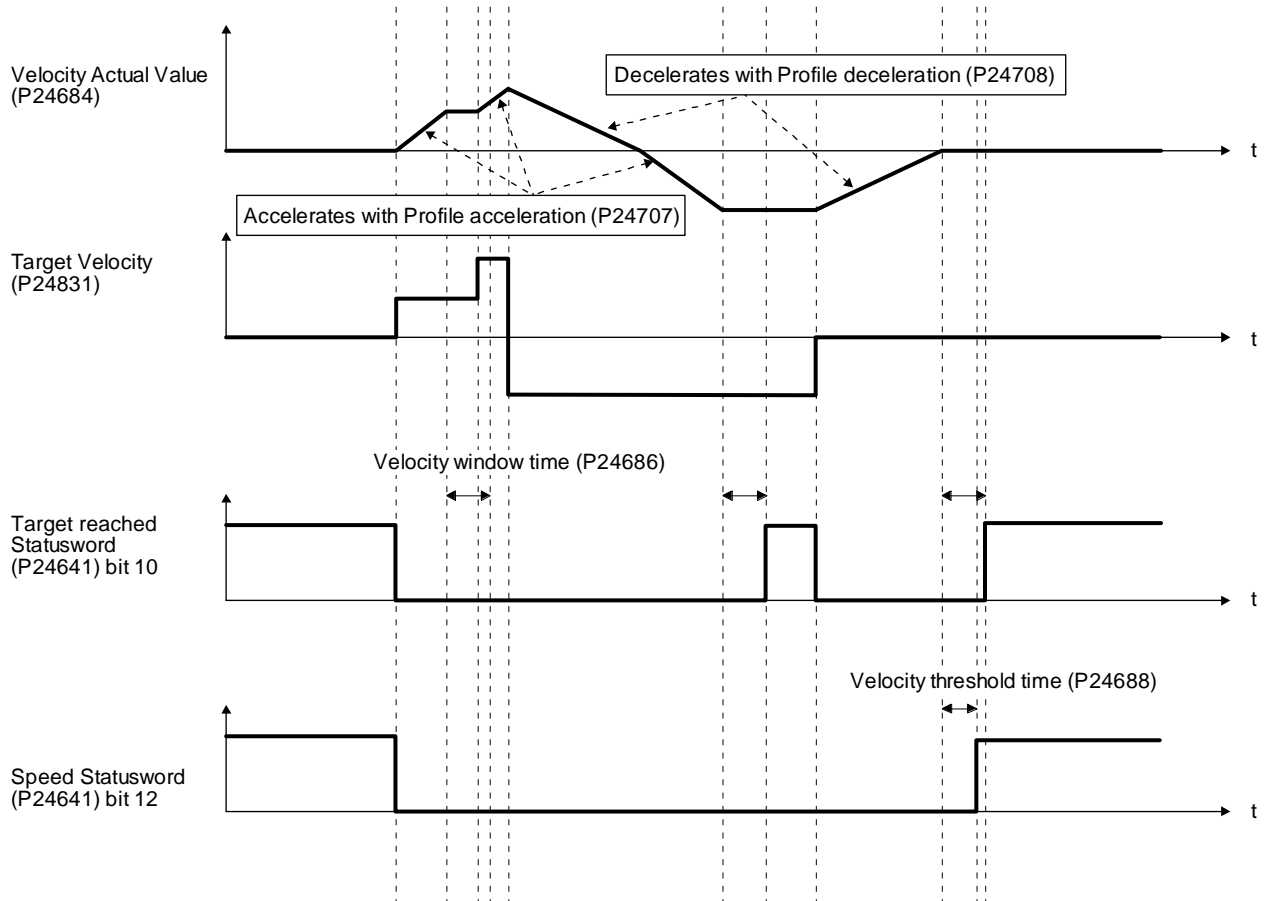 Velocity Actual Value
(P24684)
Decelerates with Profile deceleration (P24708)
t
Accelerates with Profile acceleration (P24707)
Target Velocity
(P24831)
t
Velocity window time (P24686)
Target reached
Statusword
(P24641) bit 10
t
Velocity threshold time (P24688)
Speed Statusword
(P24641) bit 12
t